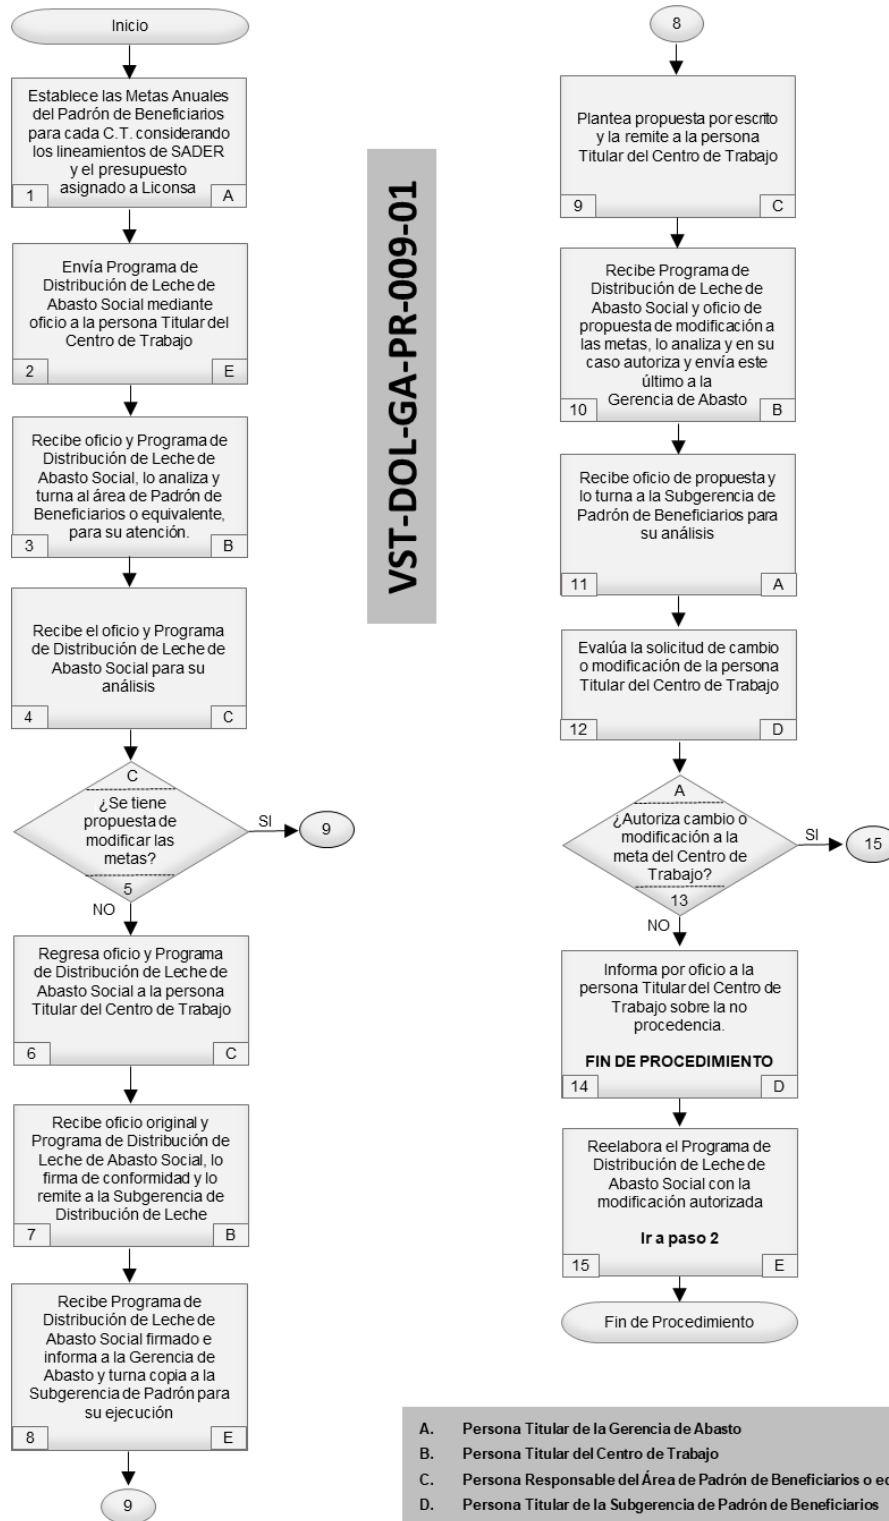 Inicio
Establece las Metas Anuales
del Padrón de Beneficiarios
para cada C.T. considerando
los lineamientos de SADER
y el presupuesto
asignado a Liconsa
1
A
Envía Programa de
Distribución de Leche de
Abasto Social mediante
oficio a la persona Titular del
Centro de Trabajo
2
E
Recibe oficio y Programa de
Distribución de Leche de
Abasto Social, lo analiza y
turna al área de Padrón de
Beneficiarios o equivalente,
para su atención.
3
B
Recibe el oficio y Programa
de Distribución de Leche de
Abasto Social para su
análisis
4
C
C
¿Se tiene
propuesta de
modificar las
metas?
5
SI
9
NO
Regresa oficio y Programa
de Distribución de Leche de
Abasto Social a la persona
Titular del Centro de Trabajo
6
C
Recibe oficio original y
Programa de Distribución de
Leche de Abasto Social, lo
firma de conformidad y lo
remite a la Subgerencia de
Distribución de Leche
7
B
Recibe Programa de
Distribución de Leche de
Abasto Social firmado e
informa a la Gerencia de
Abasto y turna copia a la
Subgerencia de Padrón para
su ejecución
8
E
9
VST-DOL-GA-PR-009-01
8
Plantea propuesta por escrito
y la remite a la persona
Titular del Centro de Trabajo
9
C
Recibe Programa de
Distribución de Leche de
Abasto Social y oficio de
propuesta de modificación a
las metas, lo analiza y en su
caso autoriza y envía este
último a la
Gerencia de Abasto
10
B
Recibe oficio de propuesta y
lo turna a la Subgerencia de
Padrón de Beneficiarios para
su análisis
11
A
Evalúa la solicitud de cambio
o modificación de la persona
Titular del Centro de Trabajo
12
D
A
¿Autoriza cambio o
modificación a la
meta del Centro de
Trabajo?
13
SI
15
NO
Informa por oficio a la
persona Titular del Centro de
Trabajo sobre la no
procedencia.
FIN DE PROCEDIMIENTO
14
D
Reelabora el Programa de
Distribución de Leche de
Abasto Social con la
modificación autorizada
Ir a paso 2
15
E
Fin de Procedimiento
A. Persona Titular de la Gerencia de Abasto
B. Persona Titular del Centro de Trabajo
C. Persona Responsable del Área de Padrón de Beneficiarios o
D. Persona Titular de la Subgerencia de Padrón de Beneficiarios